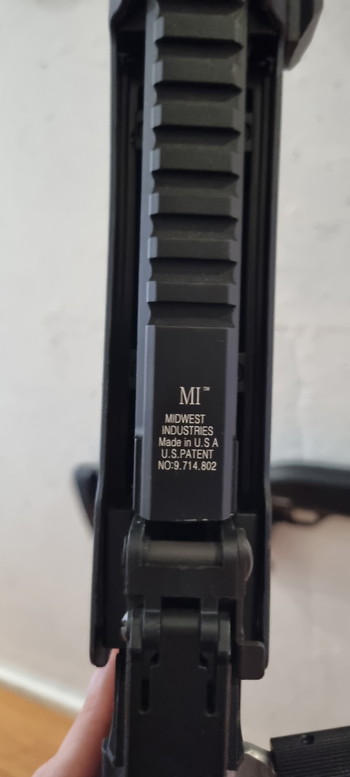 MI™
MIDWEST
INDUSTRIES
Made in U.S A
U.S.PATENT
NO:9.714.802